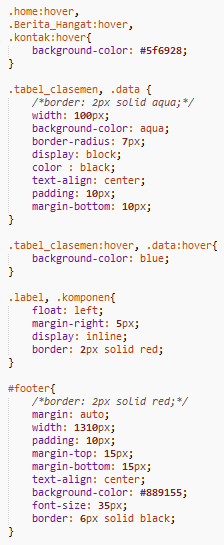 .home:hover,
.Berita_Hangat:hover,
.kontak:hover{
background-color: #5f6928;
}
.tabel_clasemen, .data {
/*border: 2px solid aqua;*/
width: 100px;
background-color: aqua;
border-radius: 7px;
display: block;
color : black;
text-align: center;
padding: 10px;
margin-bottom: 10px;
}
.tabel_clasemen:hover, .data:hover{
background-color: blue;
}
.label, .komponen{
float: left;
margin-right: 5px;
display: inline;
border: 2px solid red;
}
#footer{
/*border: 2px solid red;*/
margin: auto;
width: 1310px;
padding: 10px;
margin-top: 15px;
margin-bottom: 15px;
text-align: center;
background-color: #889155;
font-size: 35px;
border: 6px solid black;
}